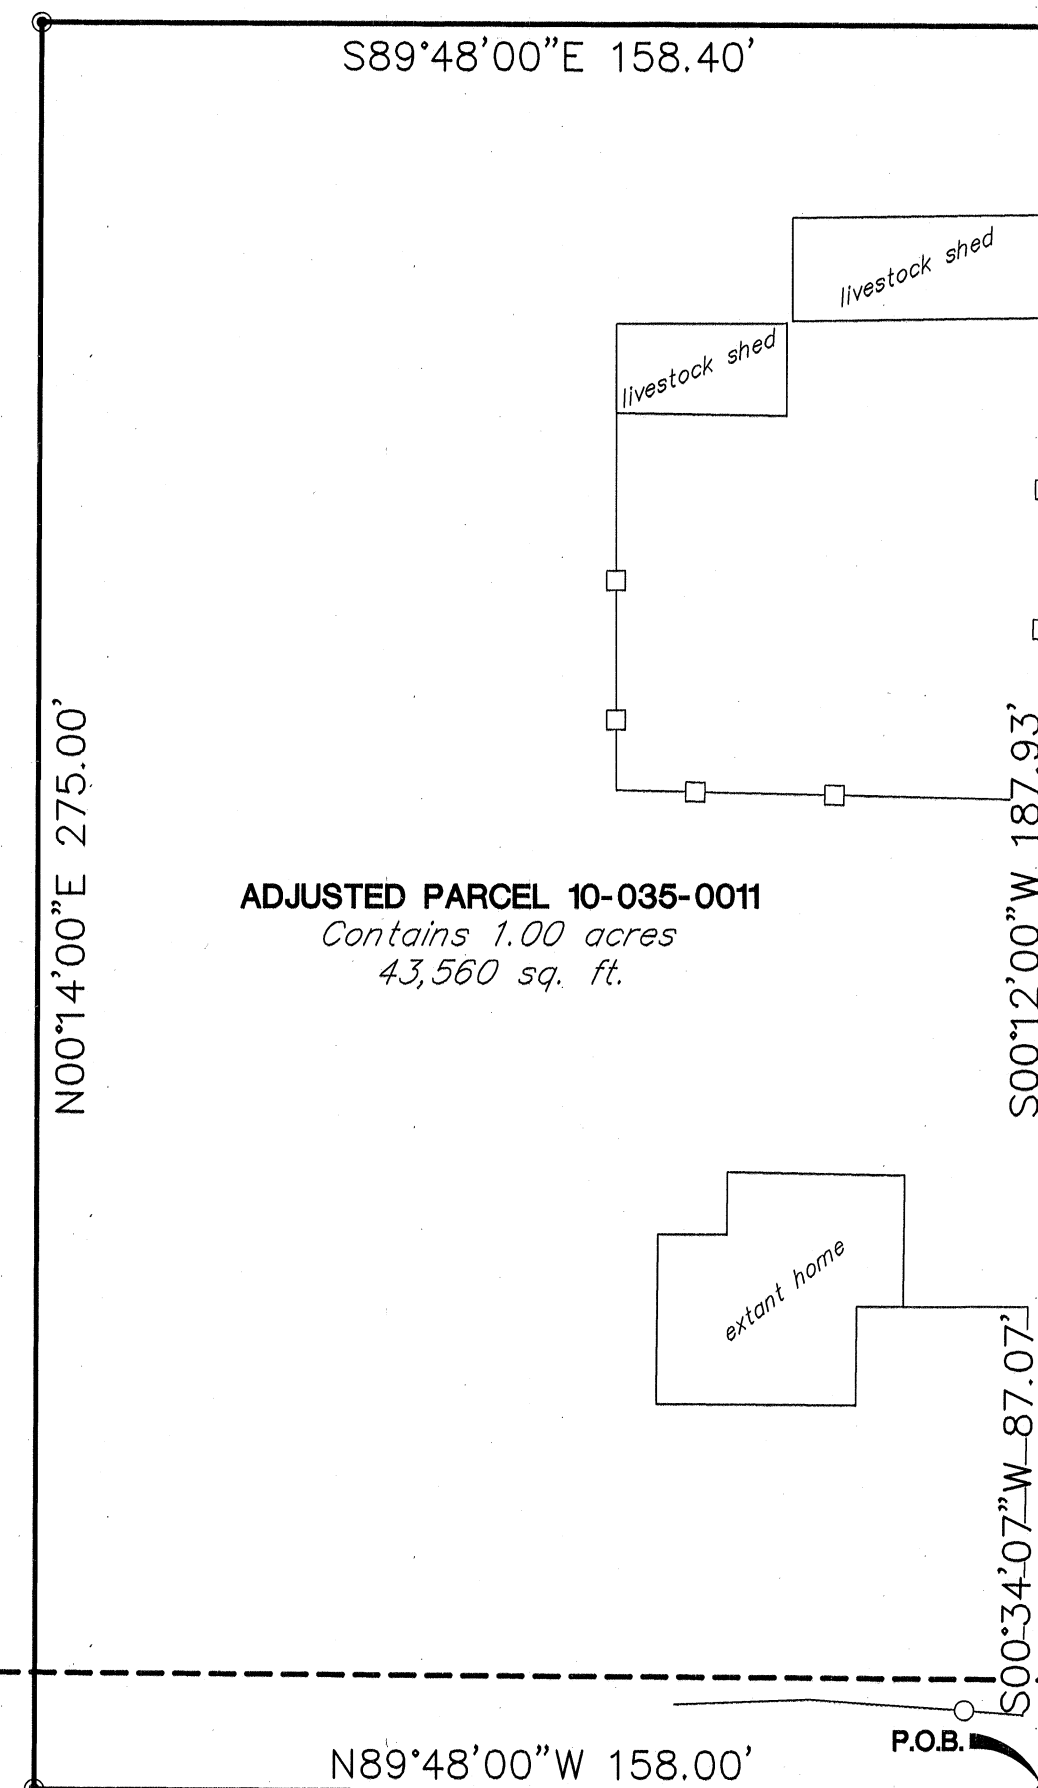 S89°48'00"E 158.40'
livestock shed
livestock shed
N00°14'00"E 275.00'
S00°12'00"W 187.93'
ADJUSTED PARCEL 10-035-0011
Contains 1.00 acres
43,560 sq. ft.
extant home
S00°34'07"W 87.07'
P.O.B.
N89°48'00"W 158.00'